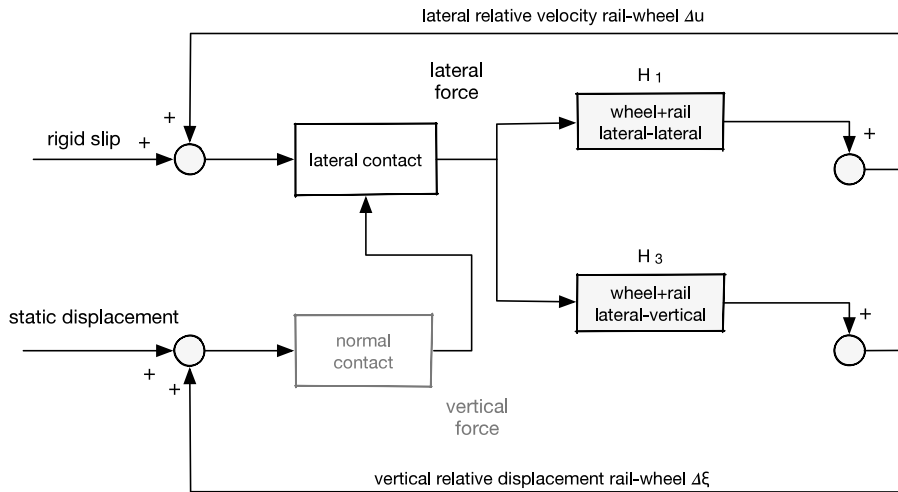 lateral relative velocity rail-wheel Δu
lateral
force
H 1
wheel+rail
lateral-lateral
+
+
rigid slip
+
lateral contact
H 3
wheel+rail
lateral-vertical
+
static displacement
normal
contact
+
+
vertical
force
vertical relative displacement rail-wheel Δξ